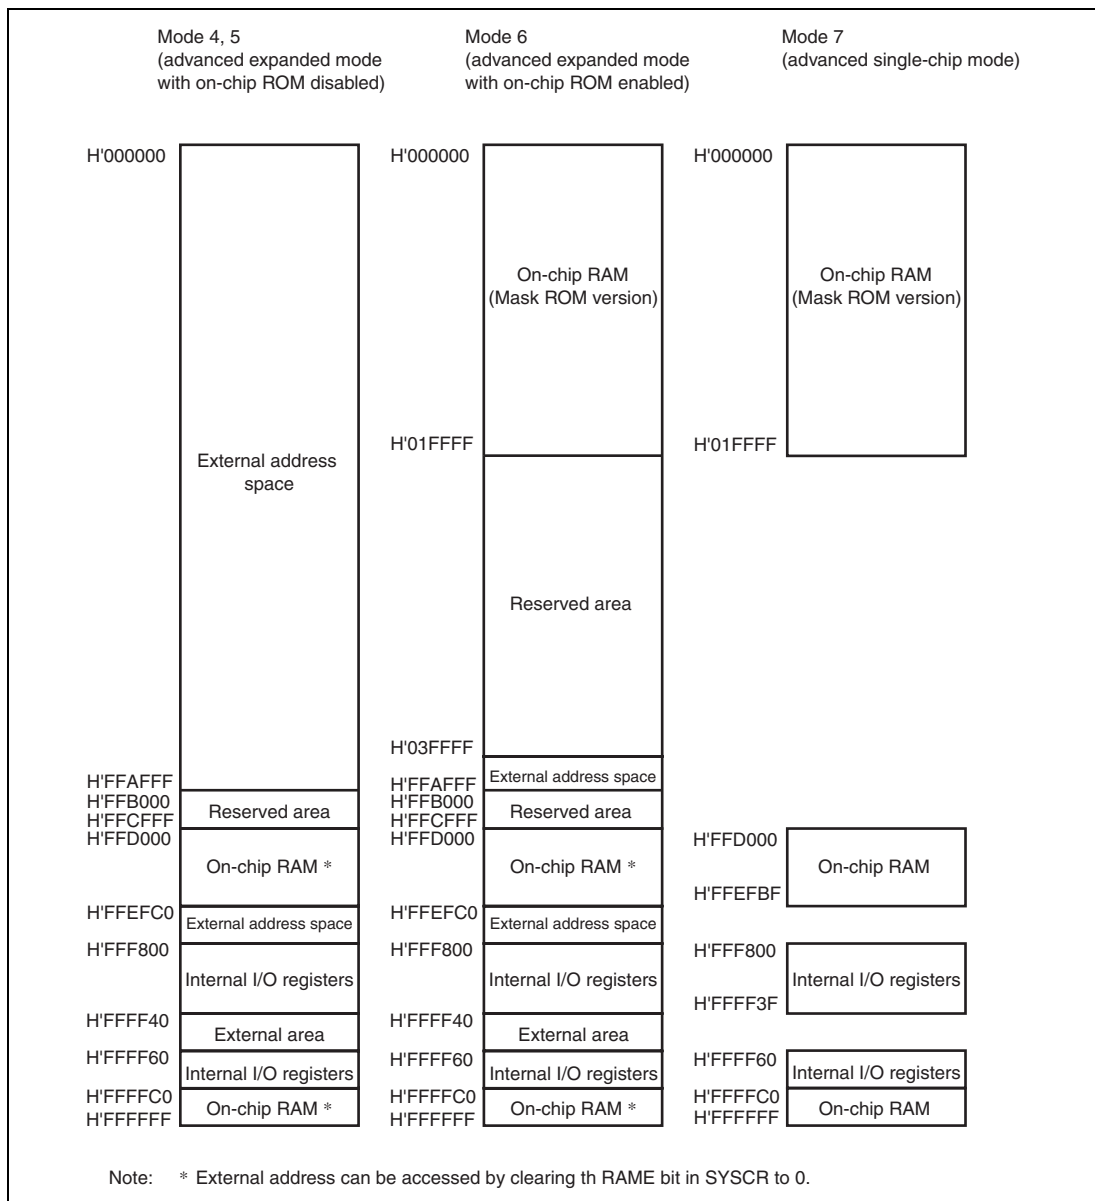 Mode 4, 5
(advanced expanded mode
with on-chip ROM disabled)
H'000000
External address
space
H'FFAFFF
H'FFB000
Reserved area
H'FFCFFF
H'FFD000
On-chip RAM *
H'FFEFC0
External address space
H'FFF800
Internal I/O registers
H'FFFF40
External area
H'FFFF60
Internal I/O registers
H'FFFFC0
On-chip RAM *
H'FFFFFF
Mode 6
(advanced expanded mode
with on-chip ROM enabled)
H'000000
On-chip RAM
(Mask ROM version)
H'01FFFF
Reserved area
H'03FFFF
External address space
H'FFAFFF
H'FFB000
Reserved area
H'FFCFFF
H'FFD000
On-chip RAM *
H'FFEFC0
External address space
H'FFF800
Internal I/O registers
H'FFFF40
External area
H'FFFF60
Internal I/O registers
H'FFFFC0
On-chip RAM *
H'FFFFFF
Mode 7
(advanced single-chip mode)
H'000000
On-chip RAM
(Mask ROM version)
H'01FFFF
H'FFD000
On-chip RAM
H'FFEFBF
H'FFF800
Internal I/O registers
H'FFFF3F
H'FFFF60
Internal I/O registers
H'FFFFC0
On-chip RAM
H'FFFFFF
Note: * External address can be accessed by clearing th RAME bit in SYSCR to 0.